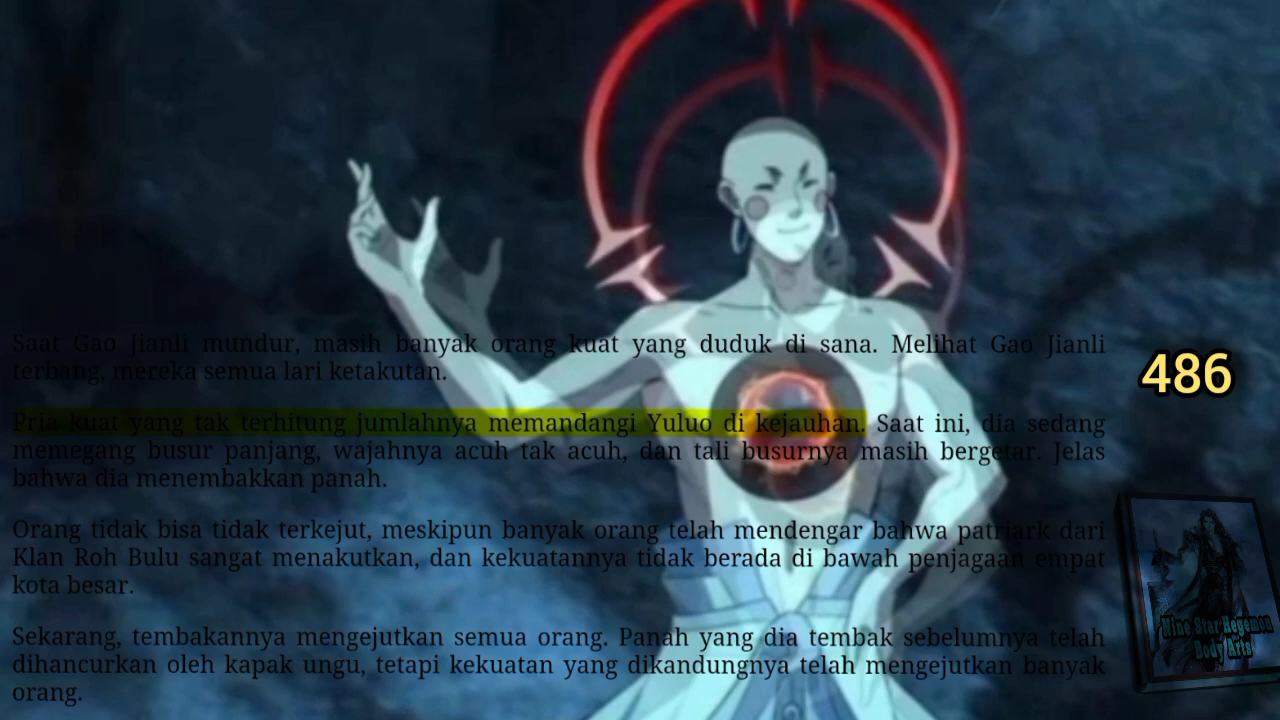 Saat Gao Jianli mundur, masih banyak orang kuat yang duduk di sana. Melihat Gao Jianli
terbang, mereka semua lari ketakutan.
Pria kuat yang tak terhitung jumlahnya memandangi Yuluo di kejauhan. Saat ini, dia sedang
memegang busur panjang, wajahnya acuh tak acuh, dan tali busurnya masih bergetar. Jelas
bahwa dia menembakkan panah.
Orang tidak bisa tidak terkejut, meskipun banyak orang telah mendengar bahwa patriark dari
Klan Roh Bulu sangat menakutkan, dan kekuatannya tidak berada di bawah penjagaan empat
kota besar.
Sekarang, tembakannya mengejutkan semua orang. Panah yang dia tembak sebelumnya telah
dihancurkan oleh kapak ungu, tetapi kekuatan yang dikandungnya telah mengejutkan banyak
orang.
486
Nine Star Hegemon
Body Arts